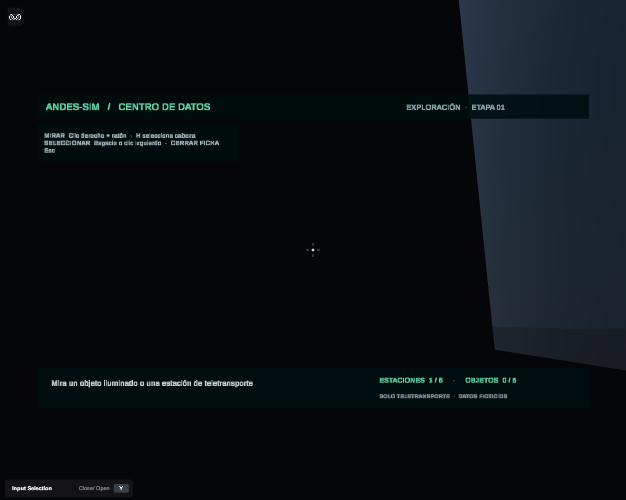 ANDES-SIM / CENTRO DE DATOS
EXPLORACIÓN · ETAPA 01
MIRAR Clic derecho + ratón · H selecciona cabeza
SELECCIONAR Espacio o clic izquierdo · CERRAR FICHA
Esc
Mira un objeto iluminado o una estación de teletransporte
ESTACIONES 1 / 6 · OBJETOS 0 / 5
SOLO TELETRANSPORTE · DATOS FICTICIOS
Input Selection Close/Open Y